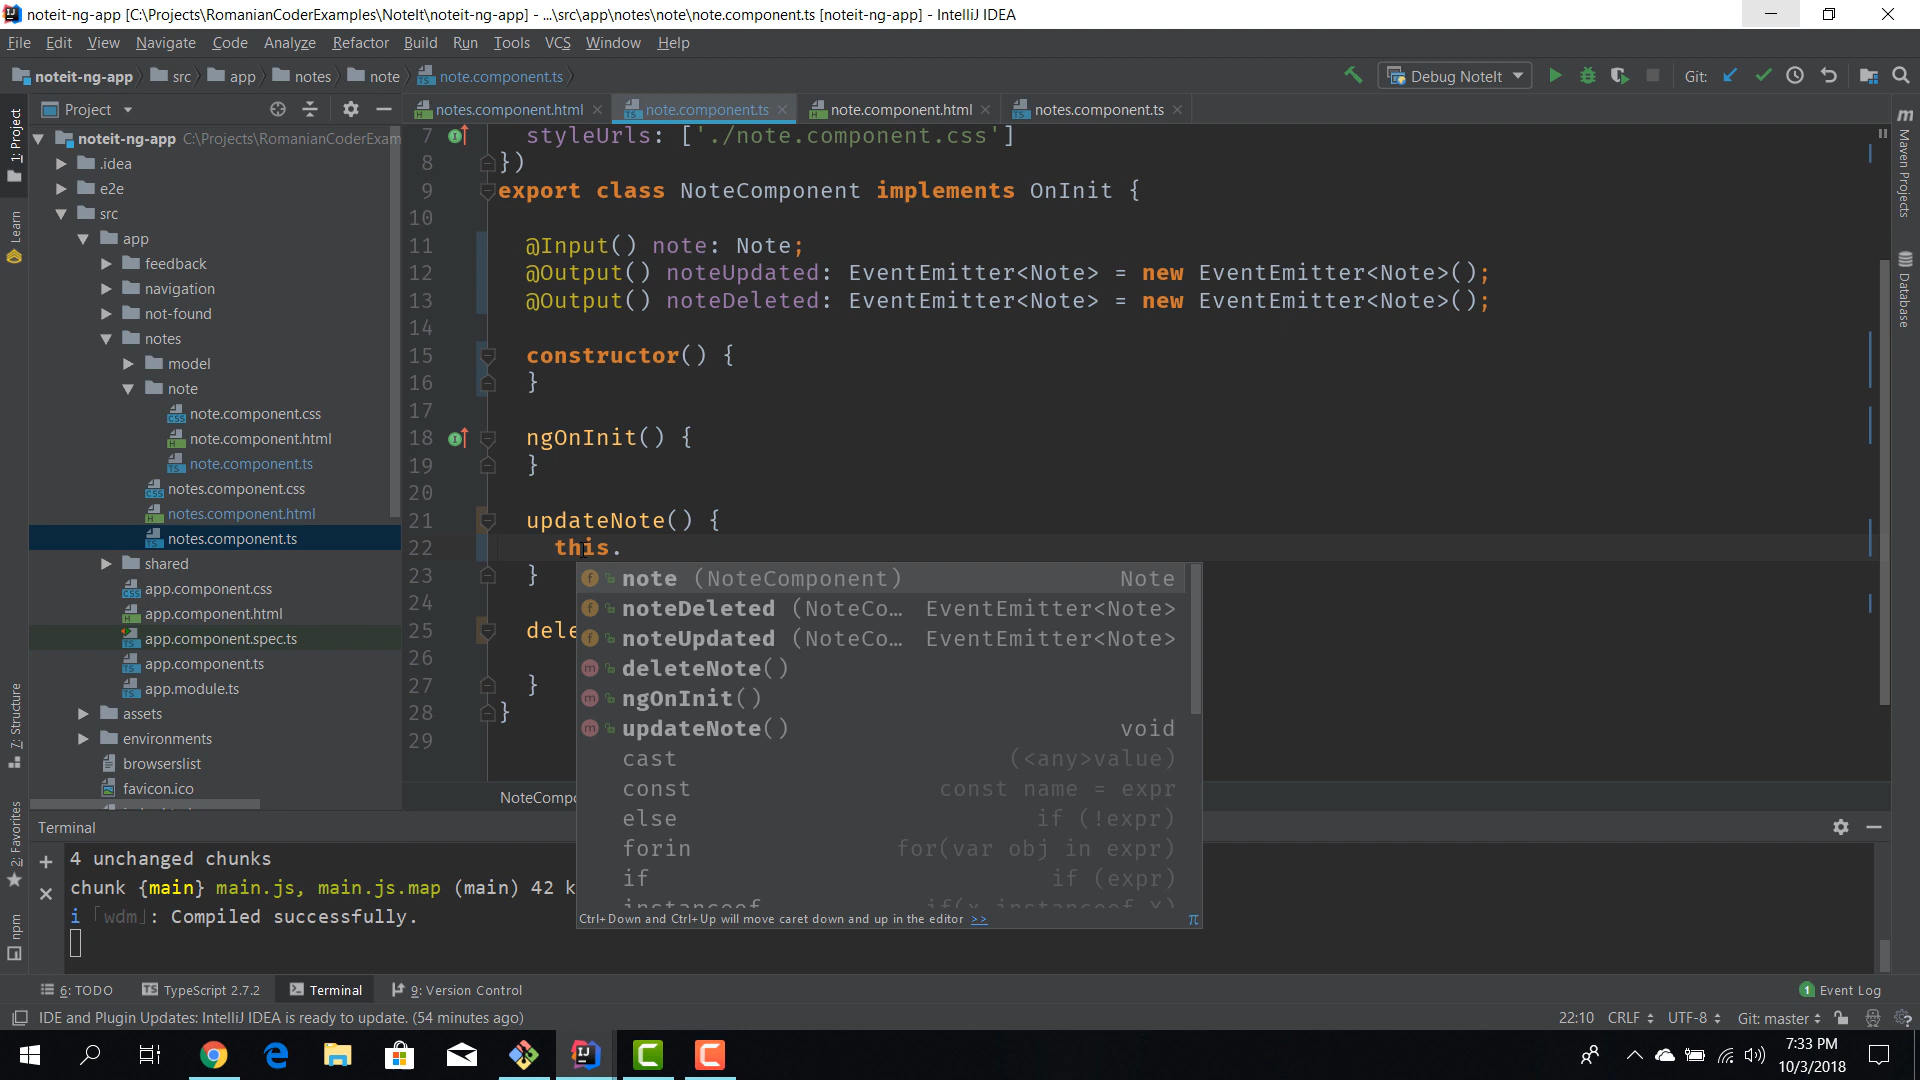 noteit-ng-app [C:\Projects\RomanianCoderExamples\NoteIt\noteit-ng-app] - ...\src\app\notes\note\note.component.ts [noteit-ng-app] - IntelliJ IDEA
File Edit View Navigate Code Analyze Refactor Build Run Tools VCS Window Help
noteit-ng-app src app notes note note.component.ts Debug NoteIt Git:
Project notes.component.html note.component.ts note.component.html notes.component.ts
1: Project
Learn
7: Structure
2: Favorites
npm
noteit-ng-app C:\Projects\RomanianCoderExam
.idea
e2e
src
app
feedback
navigation
not-found
notes
model
note
note.component.css
note.component.html
note.component.ts
notes.component.css
notes.component.html
notes.component.ts
shared
app.component.css
app.component.html
app.component.spec.ts
app.component.ts
app.module.ts
assets
environments
browserslist
favicon.ico
7 styleUrls: ['./note.component.css']
8 })
9 export class NoteComponent implements OnInit {
10
11 @Input() note: Note;
12 @Output() noteUpdated: EventEmitter<Note> = new EventEmitter<Note>();
13 @Output() noteDeleted: EventEmitter<Note> = new EventEmitter<Note>();
14
15 constructor() {
16 }
17
18 ngOnInit() {
19 }
20
21 updateNote() {
22 this.
23 }
24
25 dele
26
27 }
28 }
29
note (NoteComponent) Note
noteDeleted (NoteCo… EventEmitter<Note>
noteUpdated (NoteCo… EventEmitter<Note>
deleteNote()
ngOnInit()
updateNote() void
cast (<any>value)
const const name = expr
else if (!expr)
forin for(var obj in expr)
if if (expr)
instanceof if(x instanceof X)
Ctrl+Down and Ctrl+Up will move caret down and up in the editor >> π
NoteCompo
m Maven Projects
Database
Terminal
4 unchanged chunks
chunk {main} main.js, main.js.map (main) 42 k
i 「wdm」: Compiled successfully.
6: TODO TypeScript 2.7.2 Terminal 9: Version Control 1 Event Log
IDE and Plugin Updates: IntelliJ IDEA is ready to update. (54 minutes ago) 22:10 CRLF UTF-8 Git: master
7:33 PM
10/3/2018